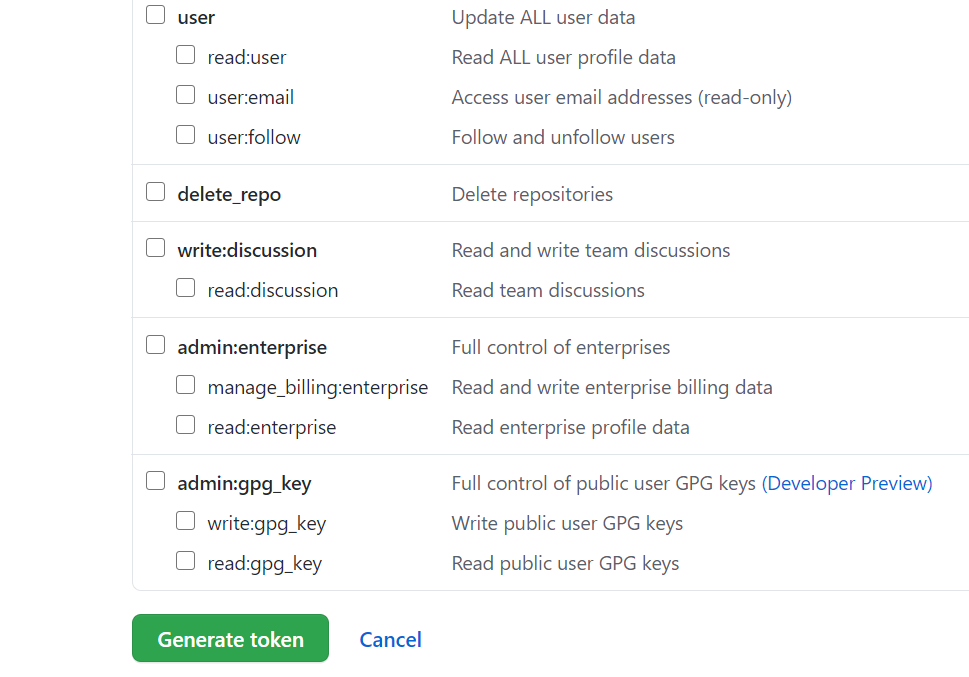 user Update ALL user data
read:user Read ALL user profile data
user:email Access user email addresses (read-only)
user:follow Follow and unfollow users
delete_repo Delete repositories
write:discussion Read and write team discussions
read:discussion Read team discussions
admin:enterprise Full control of enterprises
manage_billing:enterprise Read and write enterprise billing data
read:enterprise Read enterprise profile data
admin:gpg_key Full control of public user GPG keys (Developer Preview)
write:gpg_key Write public user GPG keys
read:gpg_key Read public user GPG keys
Generate token Cancel